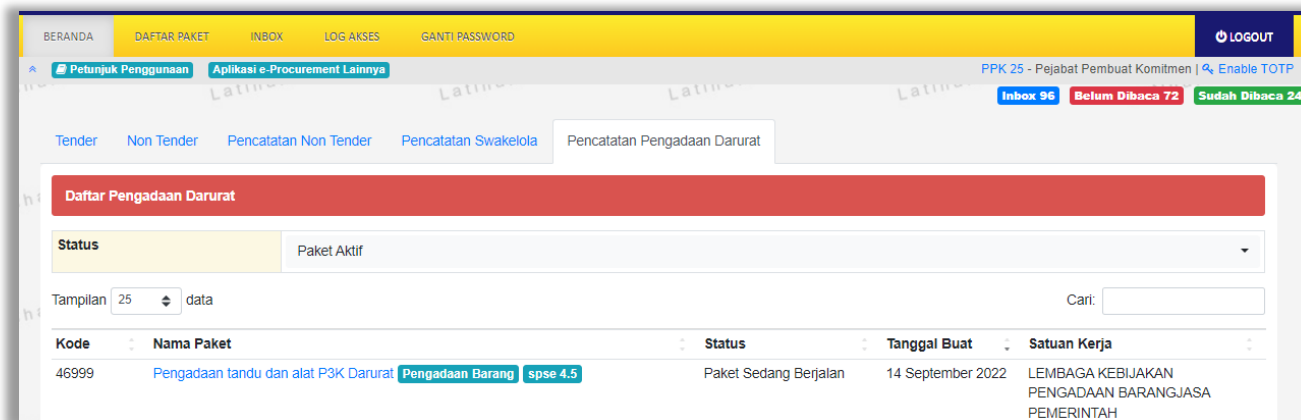 BERANDA DAFTAR PAKET INBOX LOG AKSES GANTI PASSWORD LOGOUT
Petunjuk Penggunaan Aplikasi e-Procurement Lainnya PPK 25 - Pejabat Pembuat Komitmen | Enable TOTP
Inbox 96 Belum Dibaca 72 Sudah Dibaca 24
Tender Non Tender Pencatatan Non Tender Pencatatan Swakelola Pencatatan Pengadaan Darurat
Daftar Pengadaan Darurat
Status Paket Aktif
Tampilan 25 data Cari:
Kode Nama Paket Status Tanggal Buat Satuan Kerja
46999 Pengadaan tandu dan alat P3K Darurat Pengadaan Barang spse 4.5 Paket Sedang Berjalan 14 September 2022 LEMBAGA KEBIJAKAN
PENGADAAN BARANGJASA
PEMERINTAH